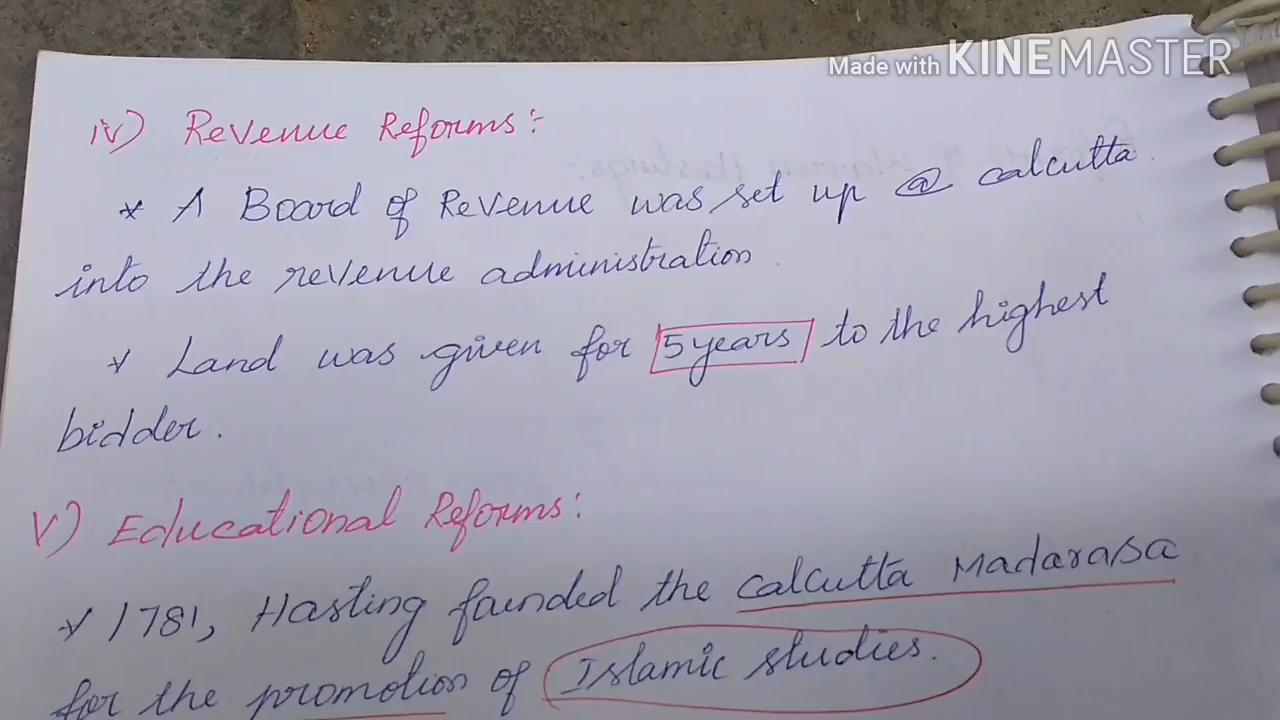 Made with KINEMASTER
iv) Revenue Reforms:
* A Board of Revenue was set up @ calcutta
into the revenue administration.
* Land was given for 5 years to the highest
bidder.
V) Educational Reforms:
* 1781, Hasting founded the calcutta Madarasa
for the promotion of Islamic studies.